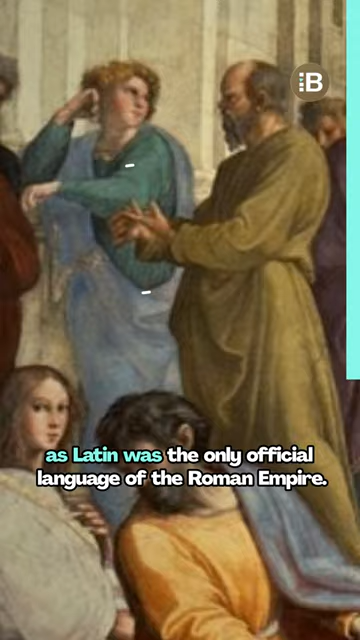 B
as Latin was the only official
language of the Roman Empire.